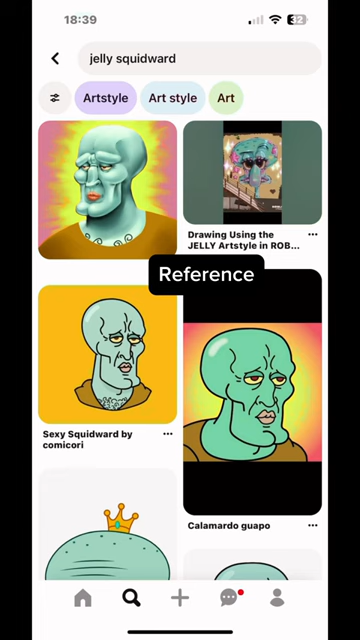 18:39
32
jelly squidward
Artstyle
Art style
Art
Drawing Using the
JELLY Artstyle in ROB...
Reference
Sexy Squidward by
comicori
Calamardo guapo